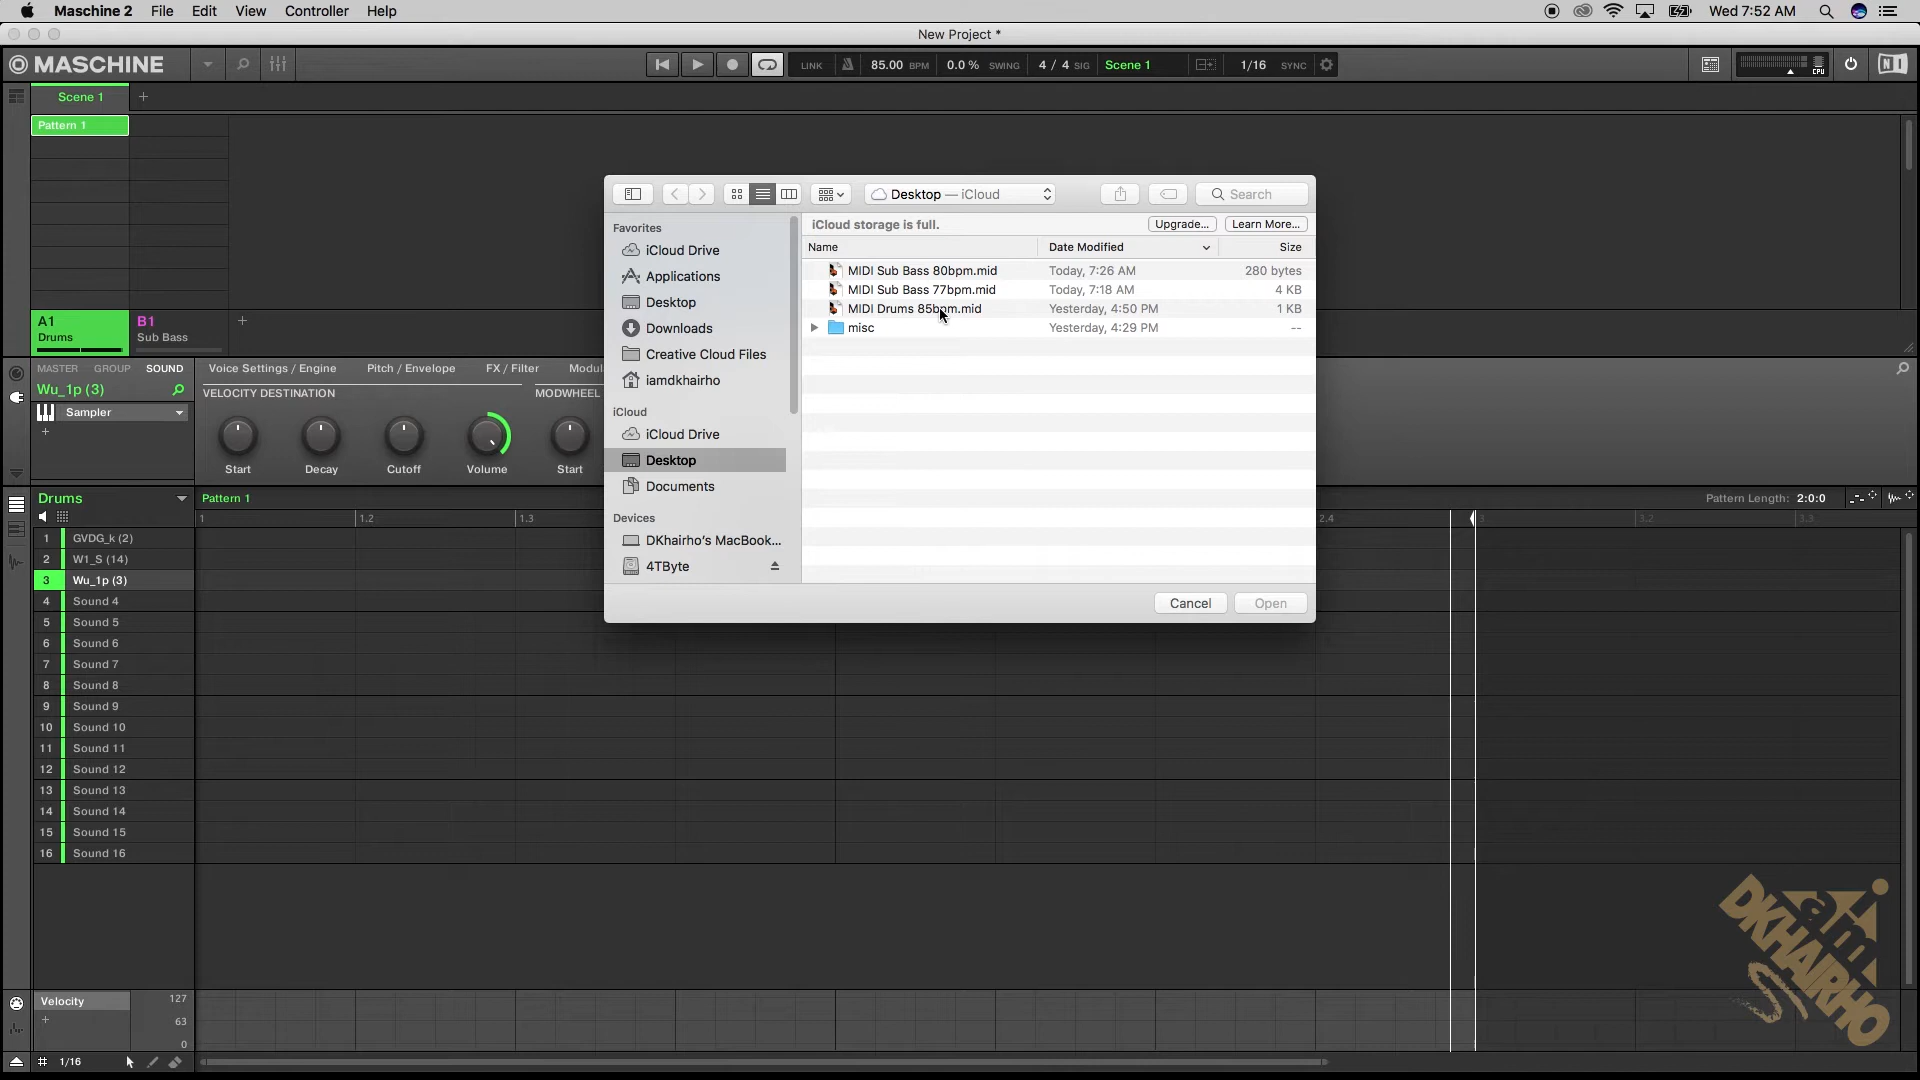 Maschine 2 File Edit View Controller Help
Wed 7:52 AM
New Project *
MASCHINE
LINK 85.00 BPM 0.0 % SWING 4 / 4 SIG Scene 1 1/16 SYNC
CPU
NI
Scene 1 +
Pattern 1
Desktop — iCloud
Search
Favorites
iCloud storage is full. Upgrade... Learn More...
iCloud Drive
Name Date Modified Size
Applications
MIDI Sub Bass 80bpm.mid Today, 7:26 AM 280 bytes
Desktop
MIDI Sub Bass 77bpm.mid Today, 7:18 AM 4 KB
MIDI Drums 85bpm.mid Yesterday, 4:50 PM 1 KB
Downloads
misc Yesterday, 4:29 PM --
Creative Cloud Files
iamdkhairho
iCloud
iCloud Drive
Desktop
Documents
Devices
DKhairho's MacBook...
4TByte
Cancel Open
A1 B1 +
Drums Sub Bass
MASTER GROUP SOUND
Voice Settings / Engine Pitch / Envelope FX / Filter Modul
Wu_1p (3)
VELOCITY DESTINATION MODWHEEL
Sampler
+
Start Decay Cutoff Volume Start
Drums
Pattern 1
Pattern Length: 2:0:0
1 1.2 1.3 2.4 3 3.2 3.3
1 GVDG_k (2)
2 W1_S (14)
3 Wu_1p (3)
4 Sound 4
5 Sound 5
6 Sound 6
7 Sound 7
8 Sound 8
9 Sound 9
10 Sound 10
11 Sound 11
12 Sound 12
13 Sound 13
14 Sound 14
15 Sound 15
16 Sound 16
Velocity 127
+ 63
0
1/16
i am
DKHAIRHO